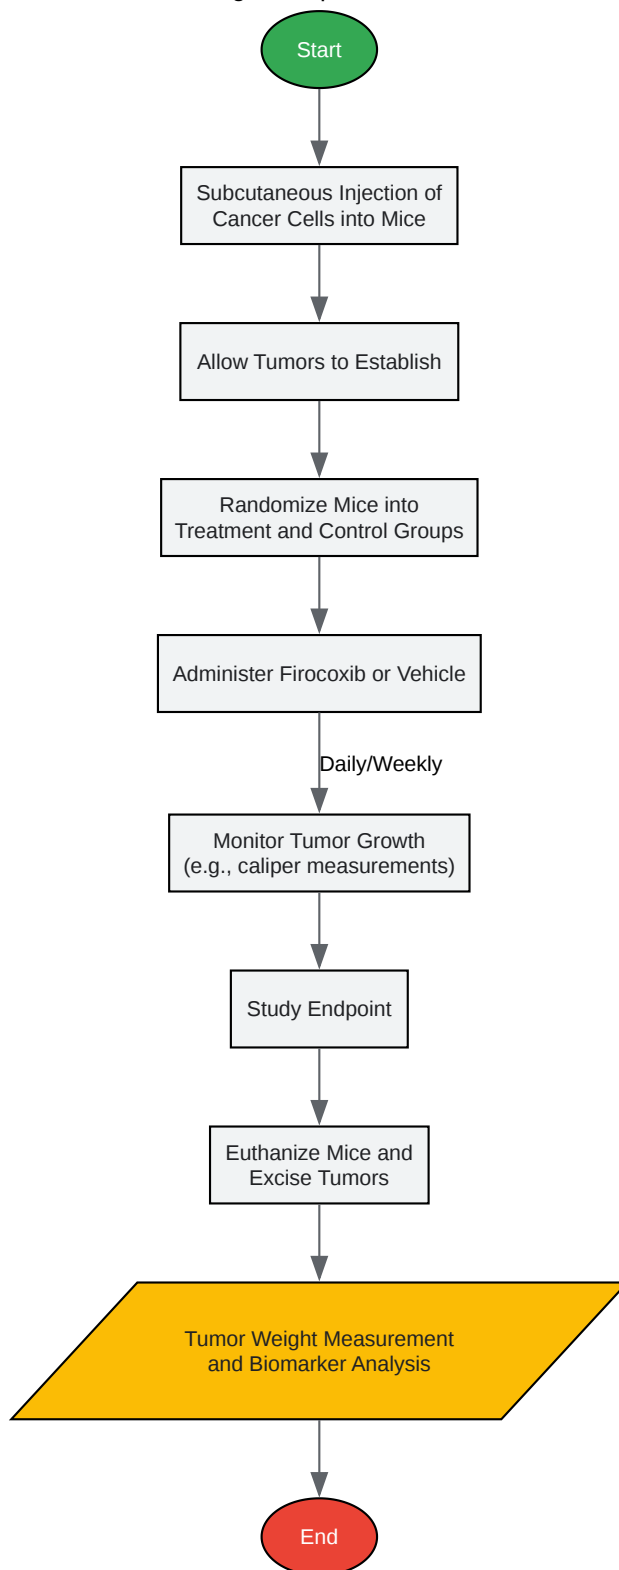 Start
Subcutaneous Injection of
Cancer Cells into Mice
Allow Tumors to Establish
Randomize Mice into
Treatment and Control Groups
Administer Firocoxib or Vehicle
Daily/Weekly
Monitor Tumor Growth
(e.g., caliper measurements)
Study Endpoint
Euthanize Mice and
Excise Tumors
Tumor Weight Measurement
and Biomarker Analysis
End